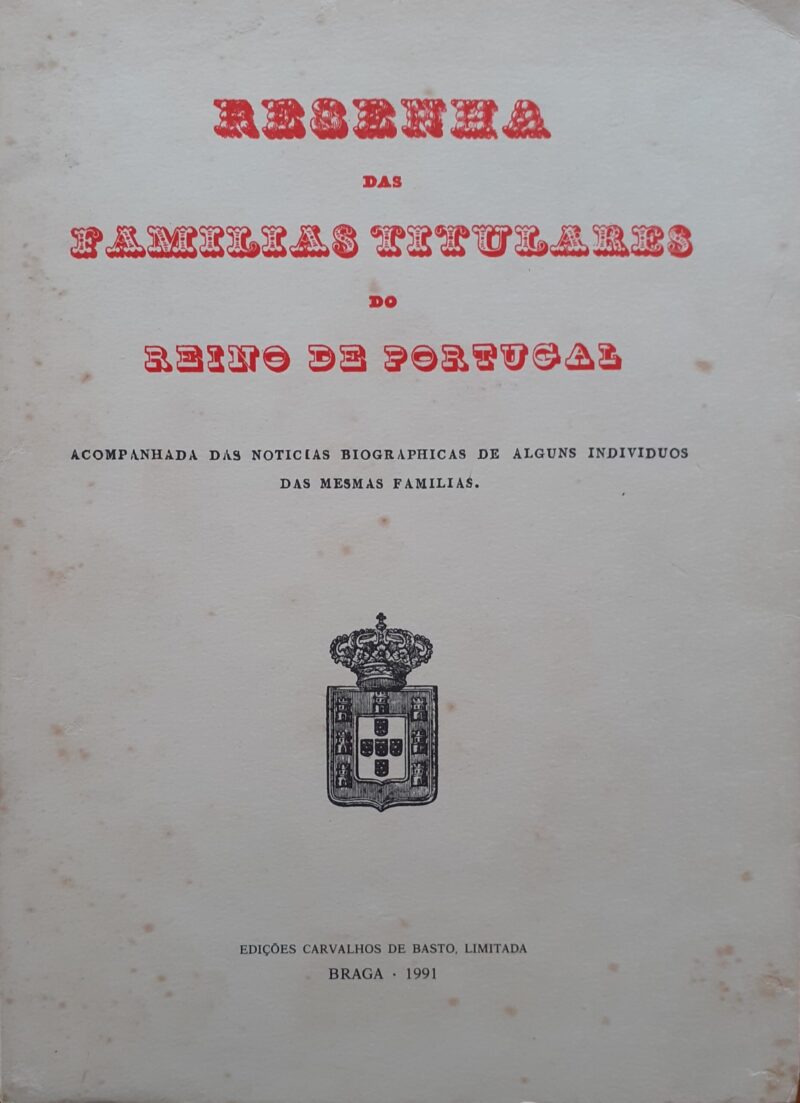 RESENHA
DAS
FAMILIAS TITULARES
DO
REINO DE PORTUGAL
ACOMPANHADA DAS NOTICIAS BIOGRAPHICAS DE ALGUNS INDIVIDUOS
DAS MESMAS FAMILIAS.
EDIÇÕES CARVALHOS DE BASTO, LIMITADA
BRAGA · 1991